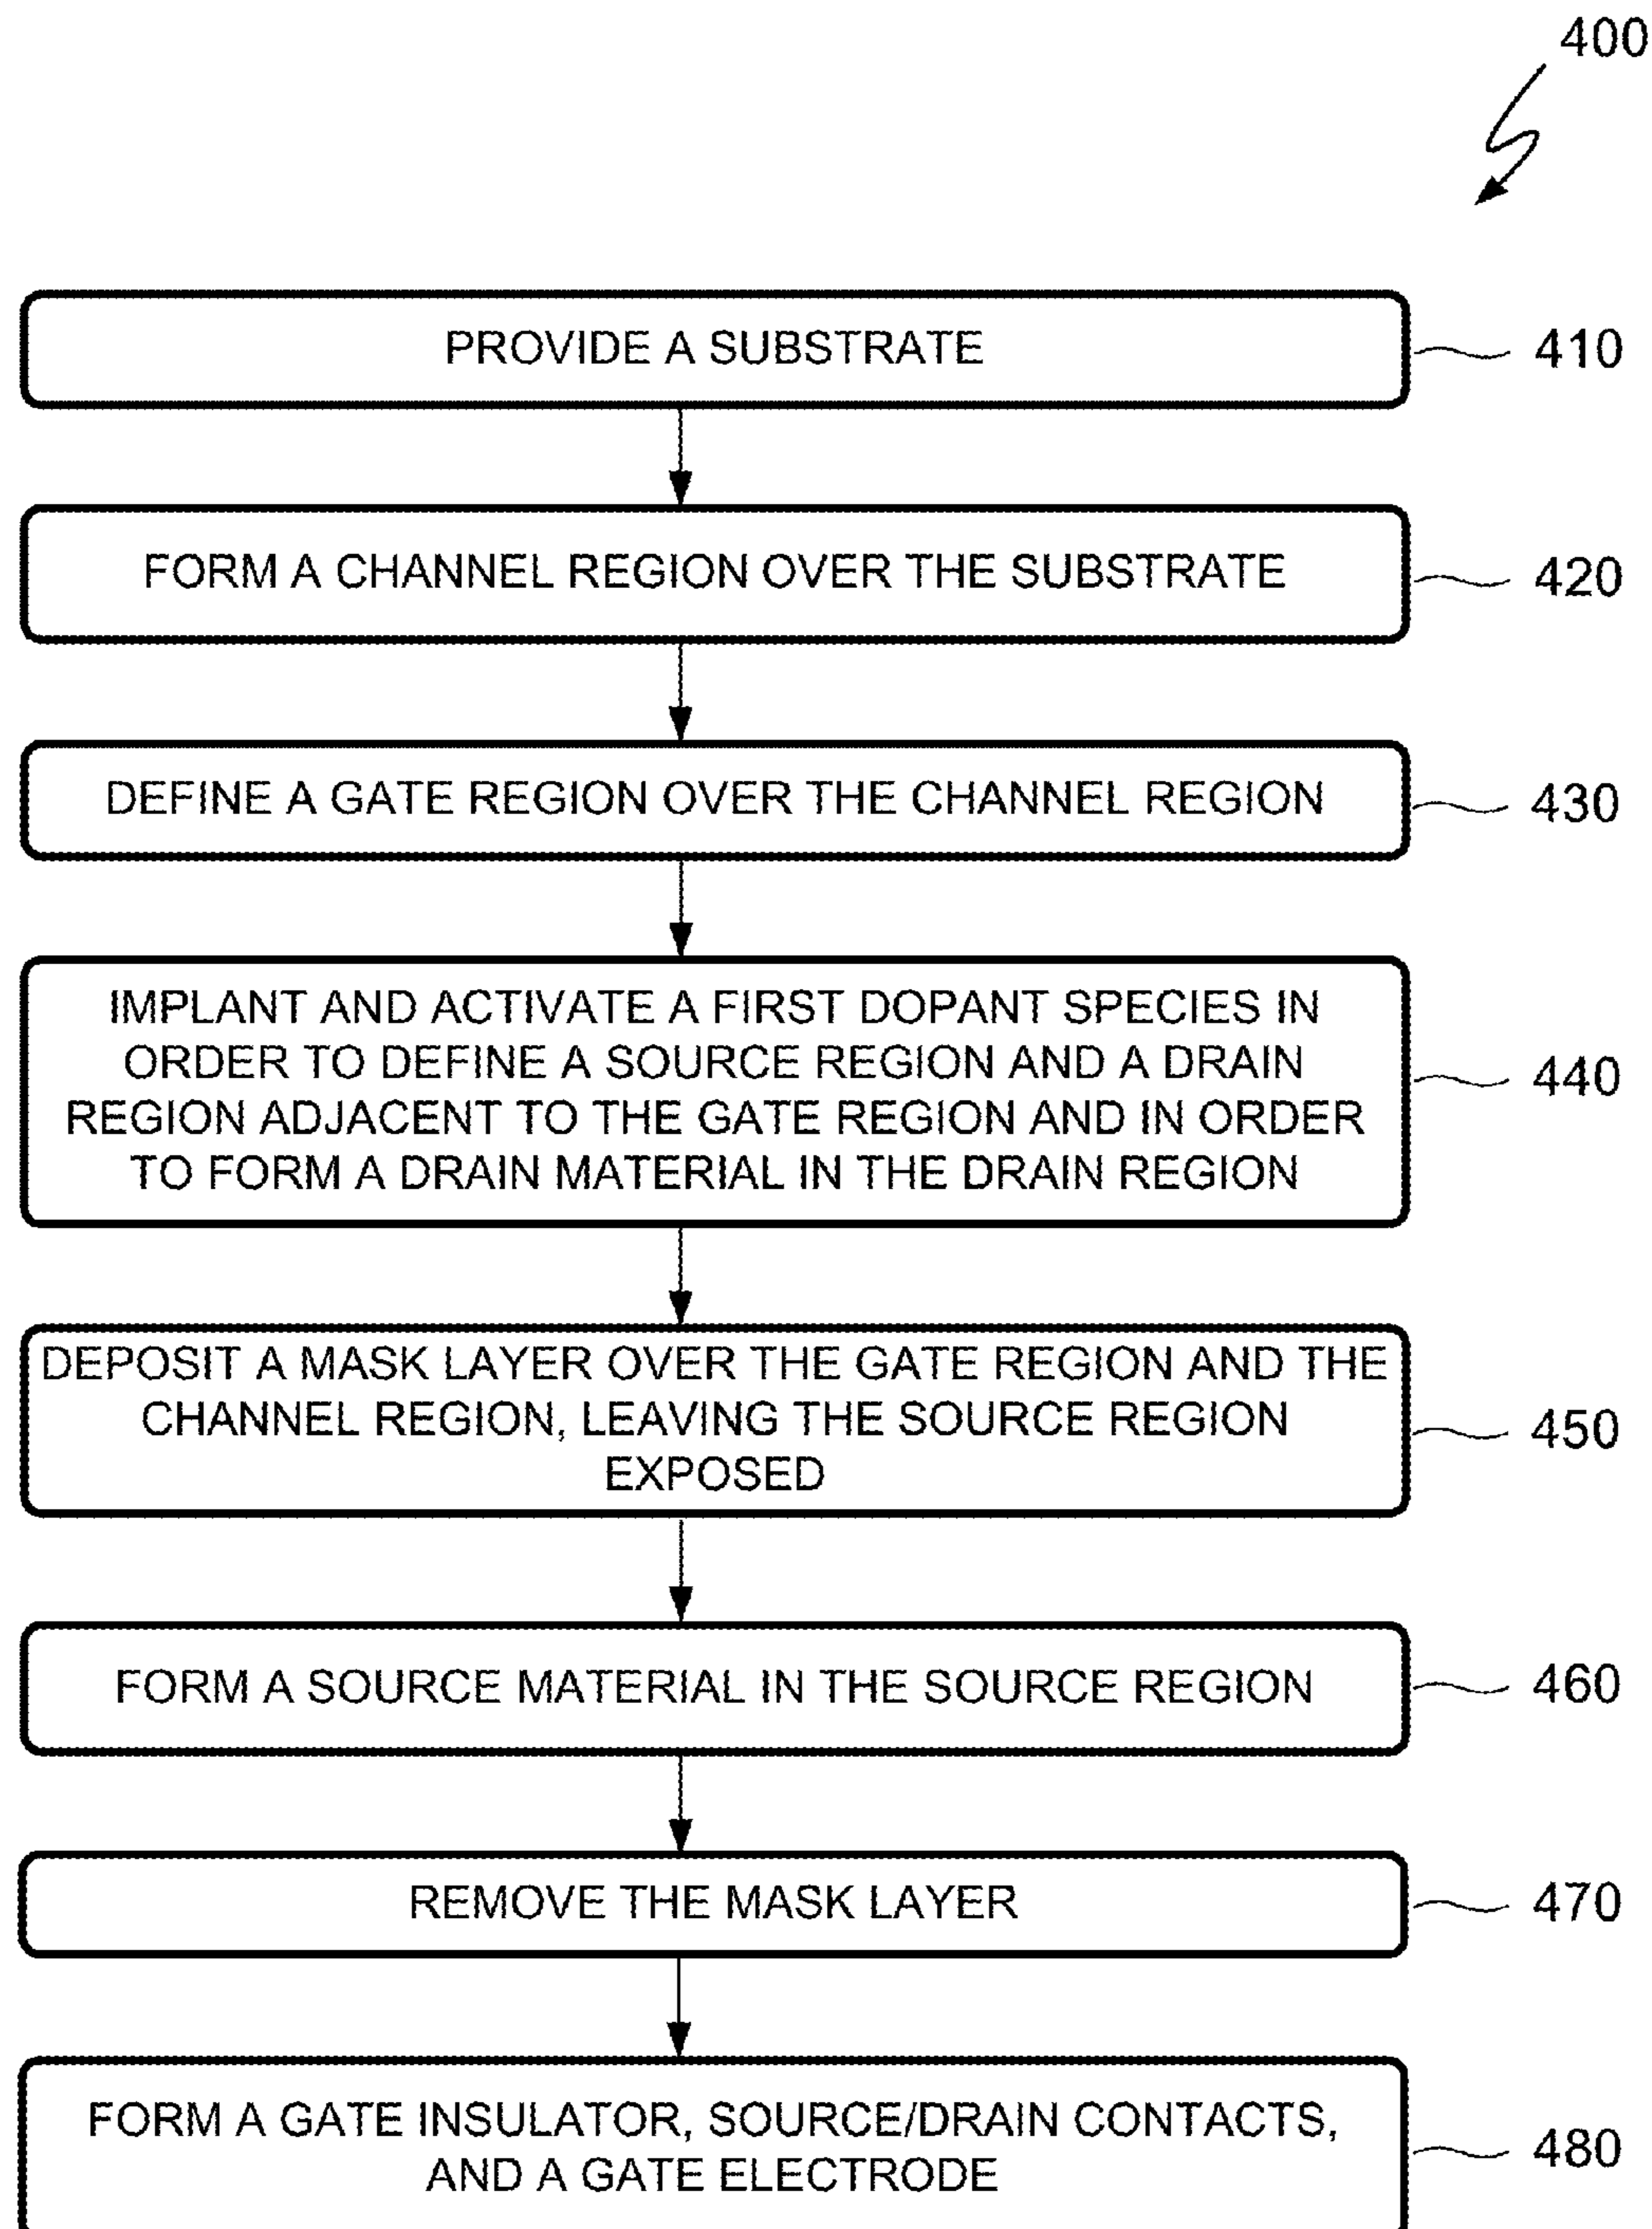 400
PROVIDE A SUBSTRATE
410
FORM A CHANNEL REGION OVER THE SUBSTRATE
420
DEFINE A GATE REGION OVER THE CHANNEL REGION
430
IMPLANT AND ACTIVATE A FIRST DOPANT SPECIES IN
ORDER TO DEFINE A SOURCE REGION AND A DRAIN
REGION ADJACENT TO THE GATE REGION AND IN ORDER
TO FORM A DRAIN MATERIAL IN THE DRAIN REGION
440
DEPOSIT A MASK LAYER OVER THE GATE REGION AND THE
CHANNEL REGION, LEAVING THE SOURCE REGION
EXPOSED
450
FORM A SOURCE MATERIAL IN THE SOURCE REGION
460
REMOVE THE MASK LAYER
470
FORM A GATE INSULATOR, SOURCE/DRAIN CONTACTS,
AND A GATE ELECTRODE
480